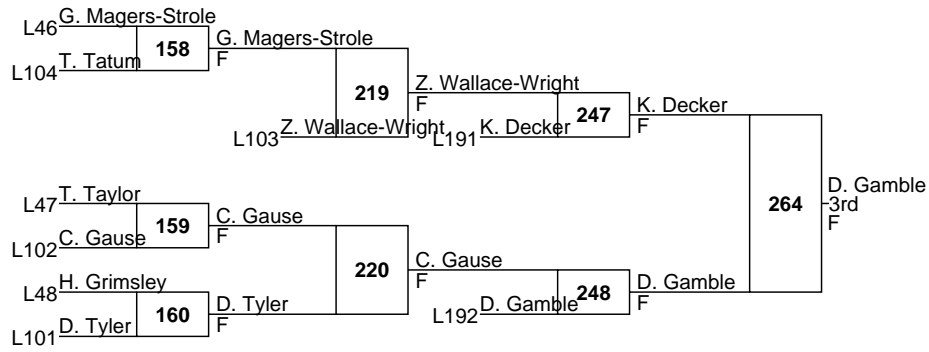 L46 G. Magers-Strole
158
G. Magers-Strole
F
L104 T. Tatum
219
Z. Wallace-Wright
F
L103 Z. Wallace-Wright
L191 K. Decker
247
K. Decker
F
L47 T. Taylor
159
C. Gause
F
L102 C. Gause
220
C. Gause
F
L48 H. Grimsley
160
D. Tyler
F
L101 D. Tyler
L192 D. Gamble
248
D. Gamble
F
264
D. Gamble
3rd
F